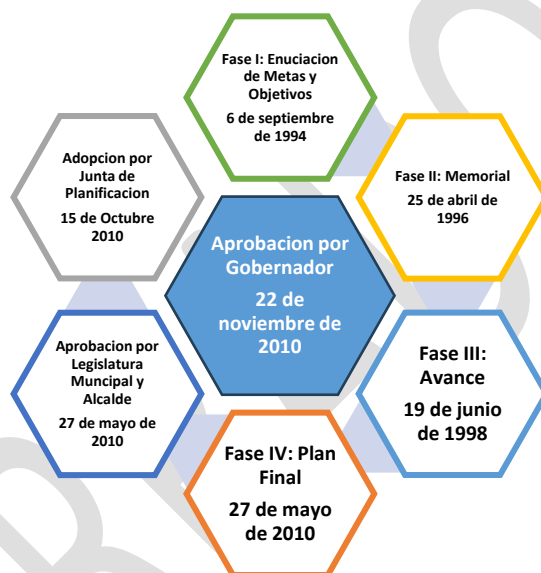 Fase I: Enuciacion
de Metas y
Objetivos
6 de septiembre
de 1994
Fase II: Memorial
25 de abril de
1996
Fase III:
Avance
19 de junio
de 1998
Fase IV: Plan
Final
27 de mayo
de 2010
Aprobacion por
Legislatura
Muncipal y
Alcalde
27 de mayo de
2010
Adopcion por
Junta de
Planificacion
15 de Octubre
2010
Aprobacion por
Gobernador
22 de
noviembre de
2010